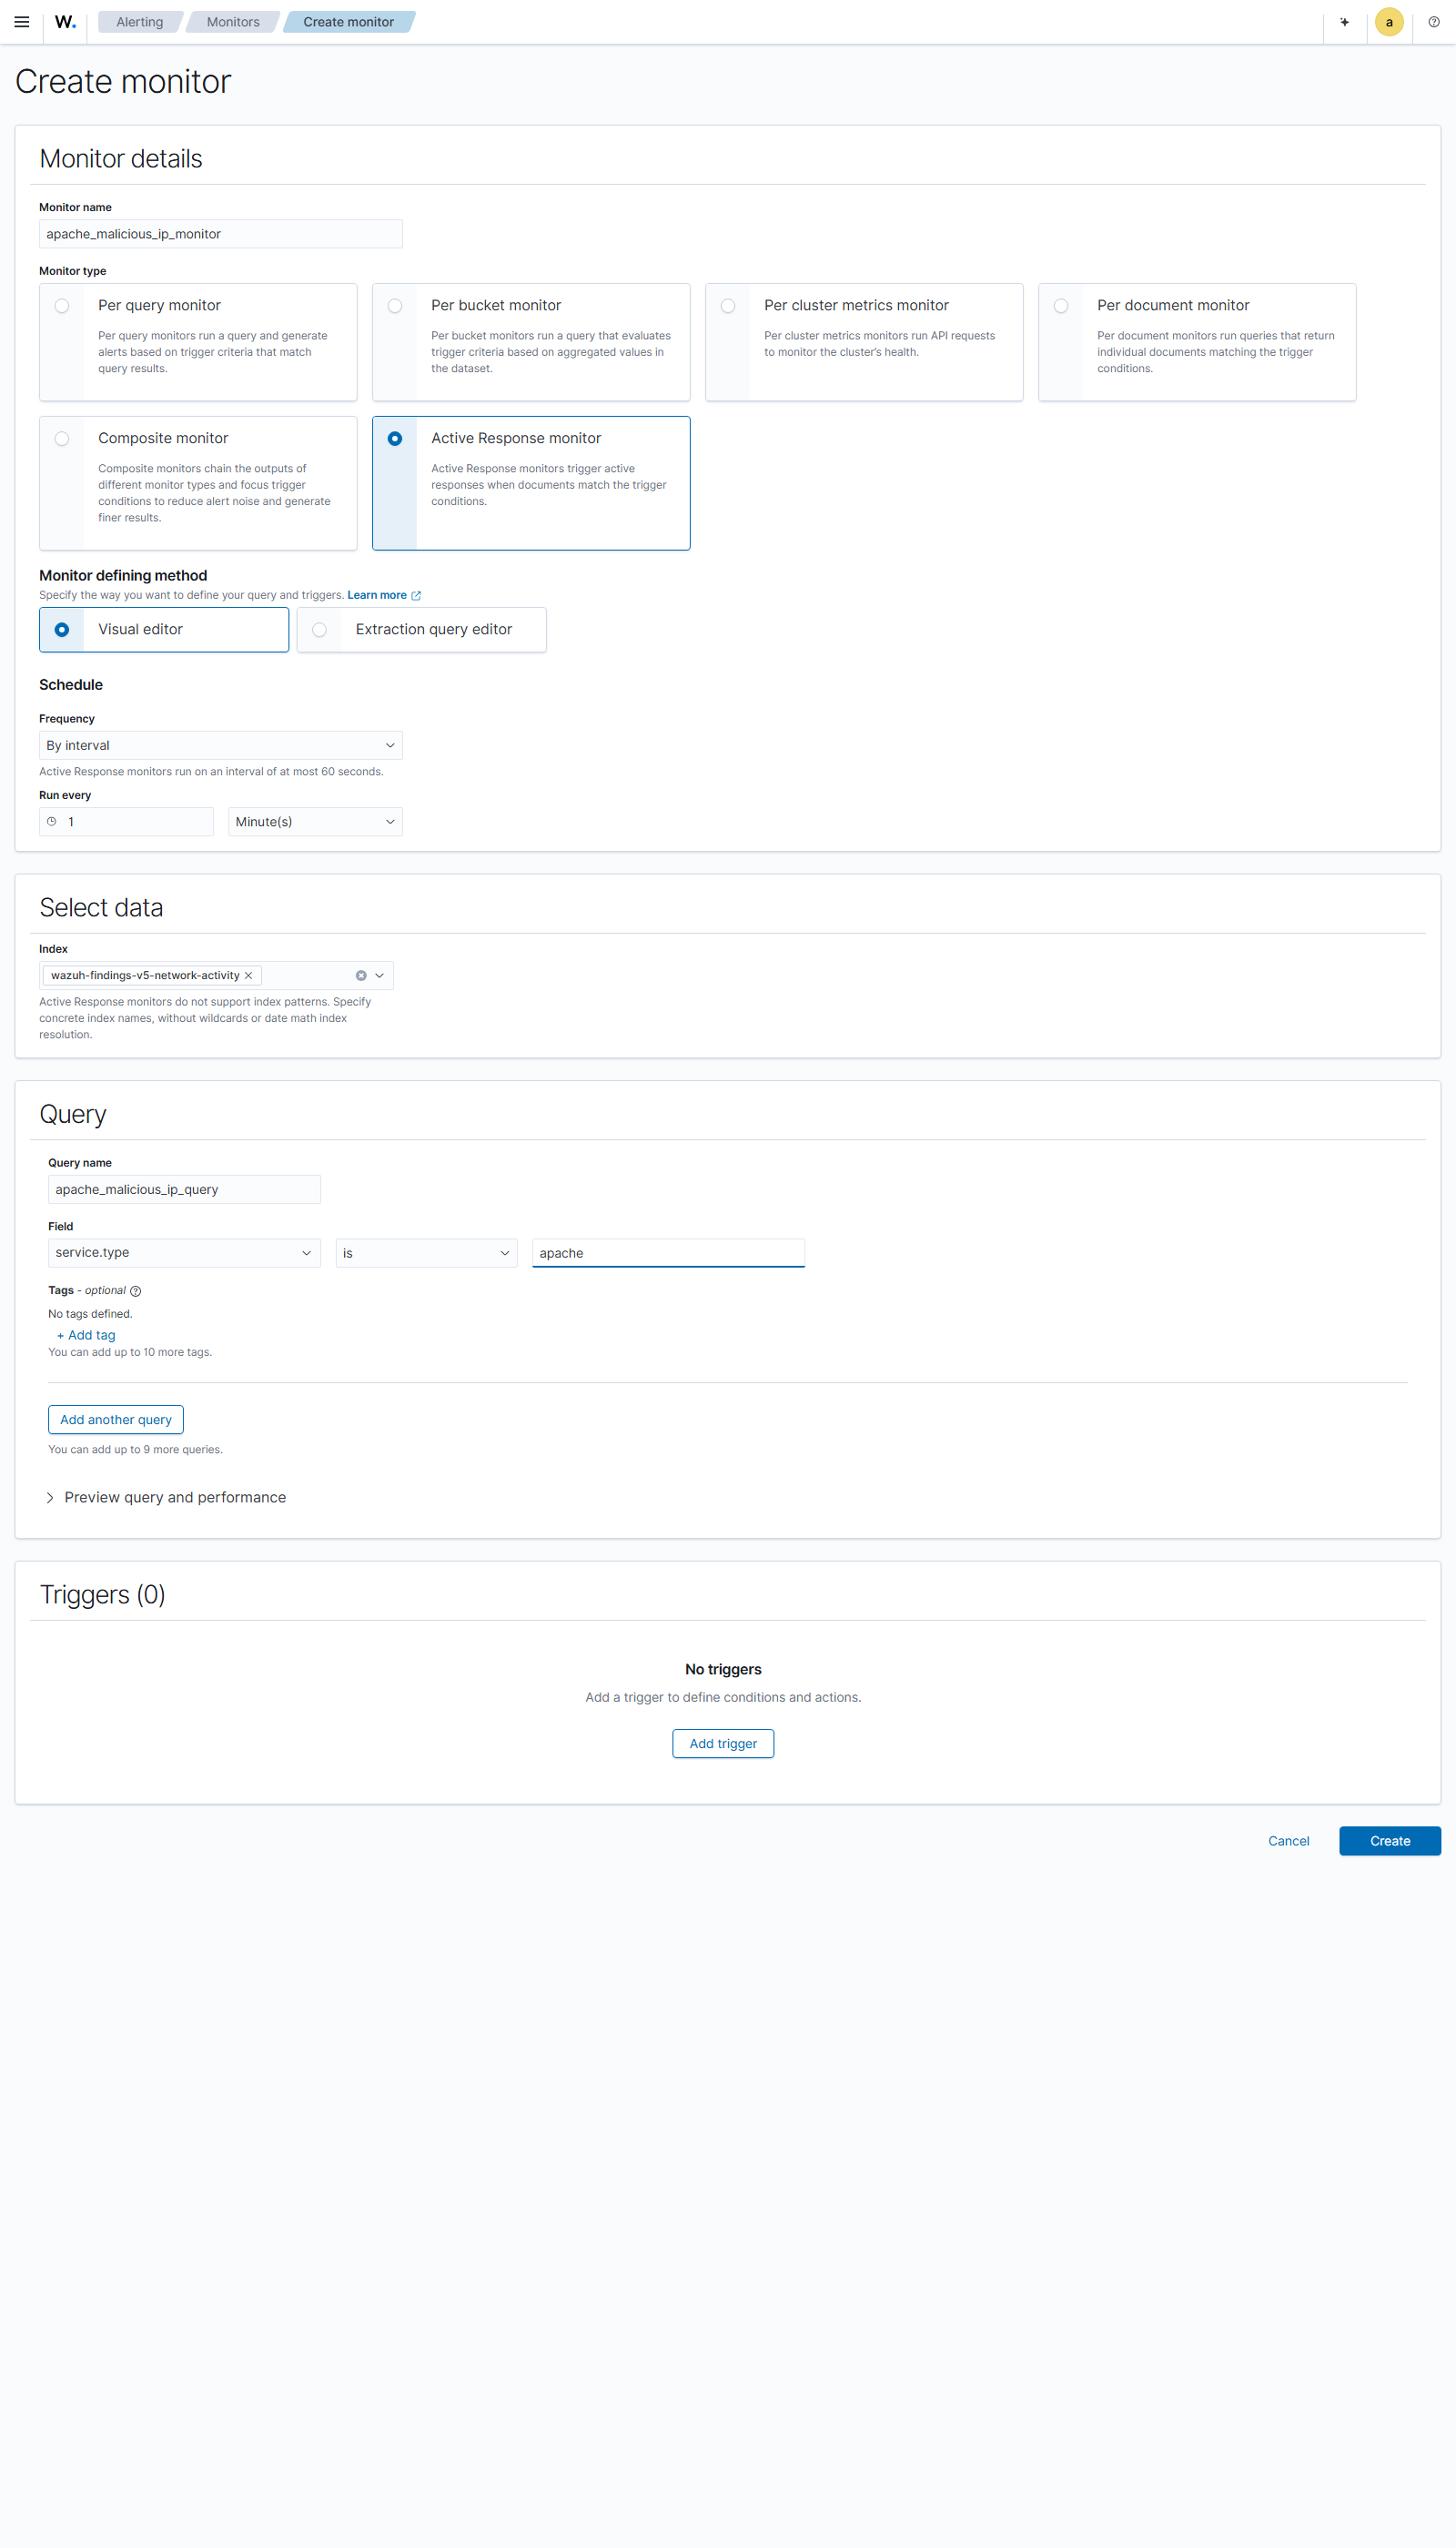 W.
Alerting
Monitors
Create monitor
a
Create monitor
Monitor details
Monitor name
apache_malicious_ip_monitor
Monitor type
Per query monitor
Per query monitors run a query and generate
alerts based on trigger criteria that match
query results.
Per bucket monitor
Per bucket monitors run a query that evaluates
trigger criteria based on aggregated values in
the dataset.
Per cluster metrics monitor
Per cluster metrics monitors run API requests
to monitor the cluster's health.
Per document monitor
Per document monitors run queries that return
individual documents matching the trigger
conditions.
Composite monitor
Composite monitors chain the outputs of
different monitor types and focus trigger
conditions to reduce alert noise and generate
finer results.
Active Response monitor
Active Response monitors trigger active
responses when documents match the trigger
conditions.
Monitor defining method
Specify the way you want to define your query and triggers. Learn more
Visual editor
Extraction query editor
Schedule
Frequency
By interval
Active Response monitors run on an interval of at most 60 seconds.
Run every
1
Minute(s)
Select data
Index
wazuh-findings-v5-network-activity
Active Response monitors do not support index patterns. Specify
concrete index names, without wildcards or date math index
resolution.
Query
Query name
apache_malicious_ip_query
Field
service.type
is
apache
Tags - optional
No tags defined.
+ Add tag
You can add up to 10 more tags.
Add another query
You can add up to 9 more queries.
Preview query and performance
Triggers (0)
No triggers
Add a trigger to define conditions and actions.
Add trigger
Cancel
Create